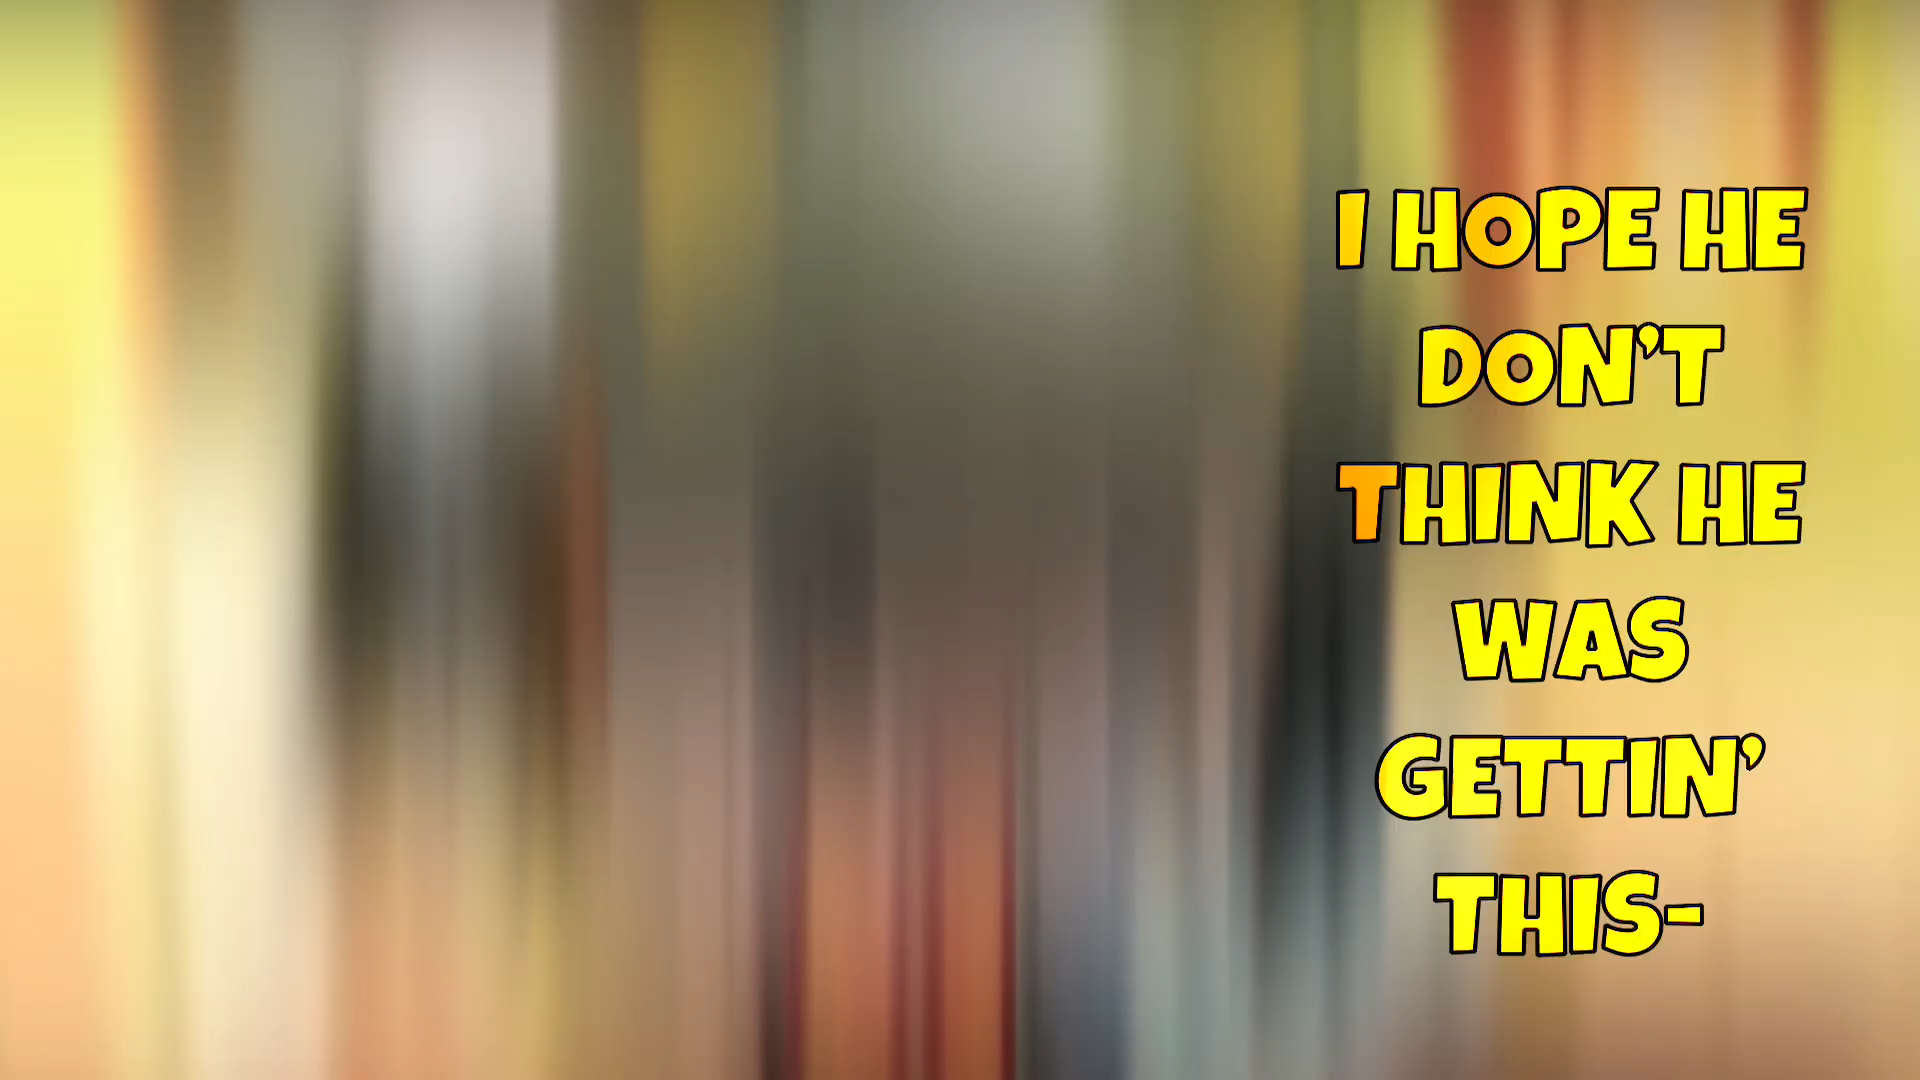 I HOPE HE
DON'T
THINK HE
WAS
GETTIN'
THIS-